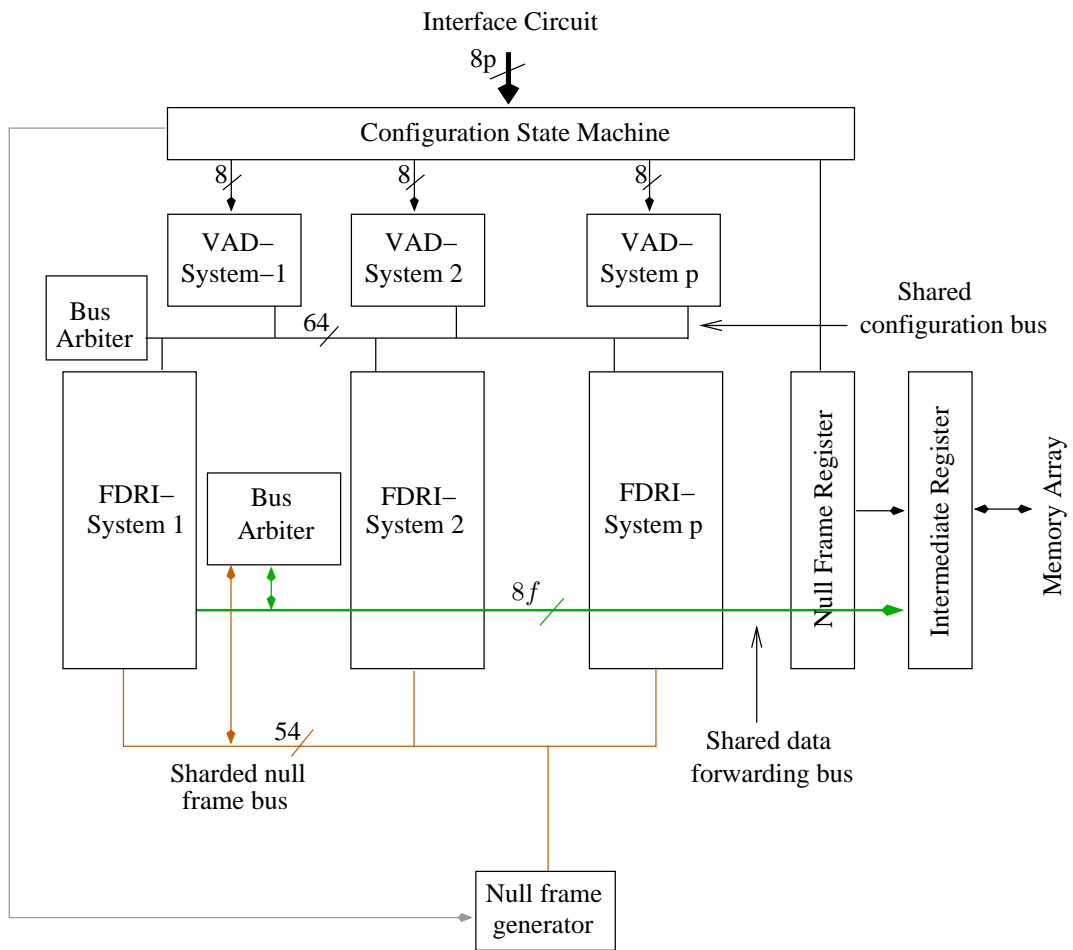 Interface Circuit
8p
Configuration State Machine
8
8
8
VAD–
System–1
VAD–
System 2
VAD–
System p
Bus
Arbiter
64
Shared
configuration bus
FDRI–
System 1
Bus
Arbiter
FDRI–
System 2
FDRI–
System p
Null Frame Register
Intermediate Register
Memory Array
8f
54
Sharded null
frame bus
Shared data
forwarding bus
Null frame
generator